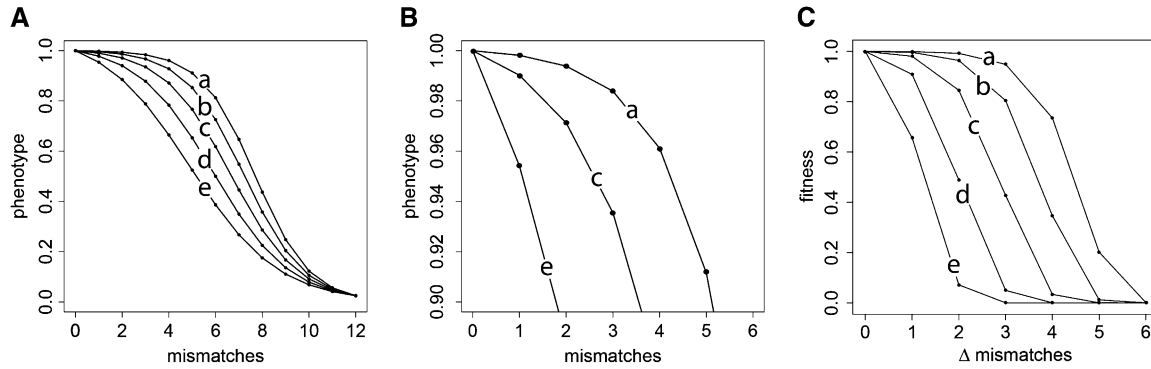 A
phenotype
0.0 0.2 0.4 0.6 0.8 1.0
a
b
c
d
e
0 2 4 6 8 10 12
mismatches
B
phenotype
0.90 0.92 0.94 0.96 0.98 1.00
a
c
e
0 1 2 3 4 5 6
mismatches
C
fitness
0.0 0.2 0.4 0.6 0.8 1.0
a
b
c
d
e
0 1 2 3 4 5 6
Δ mismatches